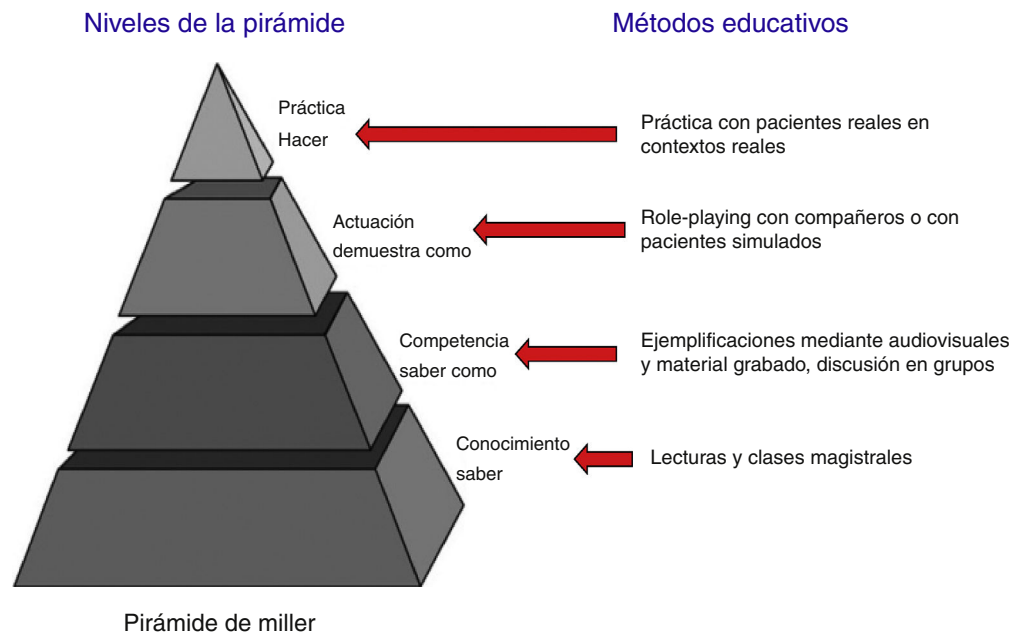 Niveles de la pirámide
Métodos educativos
Práctica
Hacer
Práctica con pacientes reales en
contextos reales
Actuación
demuestra como
Role-playing con compañeros o con
pacientes simulados
Competencia
saber como
Ejemplificaciones mediante audiovisuales
y material grabado, discusión en grupos
Conocimiento
saber
Lecturas y clases magistrales
Pirámide de miller